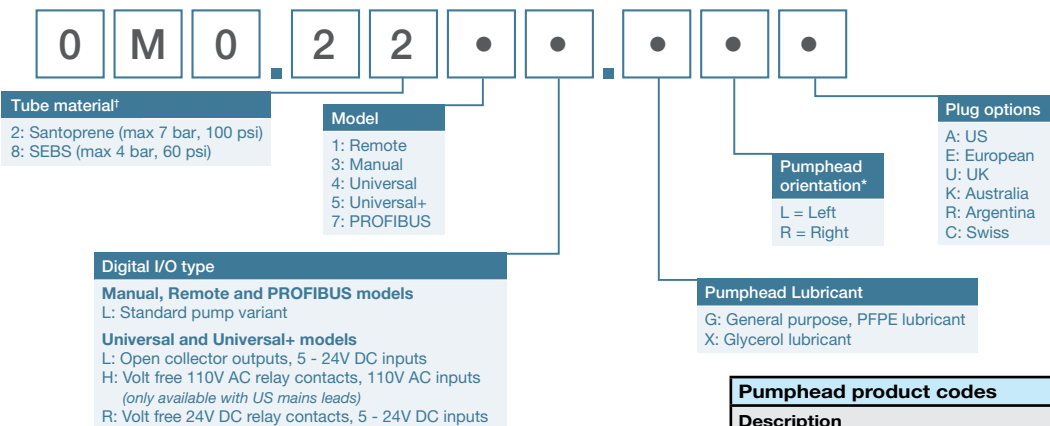 0 M 0 . 2 2 • • . • • •
Tube material†
2: Santoprene (max 7 bar, 100 psi)
8: SEBS (max 4 bar, 60 psi)
Model
1: Remote
3: Manual
4: Universal
5: Universal+
7: PROFIBUS
Plug options
A: US
E: European
U: UK
K: Australia
R: Argentina
C: Swiss
Pumphead
orientation*
L = Left
R = Right
Digital I/O type
Manual, Remote and PROFIBUS models
L: Standard pump variant
Universal and Universal+ models
L: Open collector outputs, 5 - 24V DC inputs
H: Volt free 110V AC relay contacts, 110V AC inputs
(only available with US mains leads)
R: Volt free 24V DC relay contacts, 5 - 24V DC inputs
Pumphead Lubricant
G: General purpose, PFPE lubricant
X: Glycerol lubricant
Pumphead product codes
Description